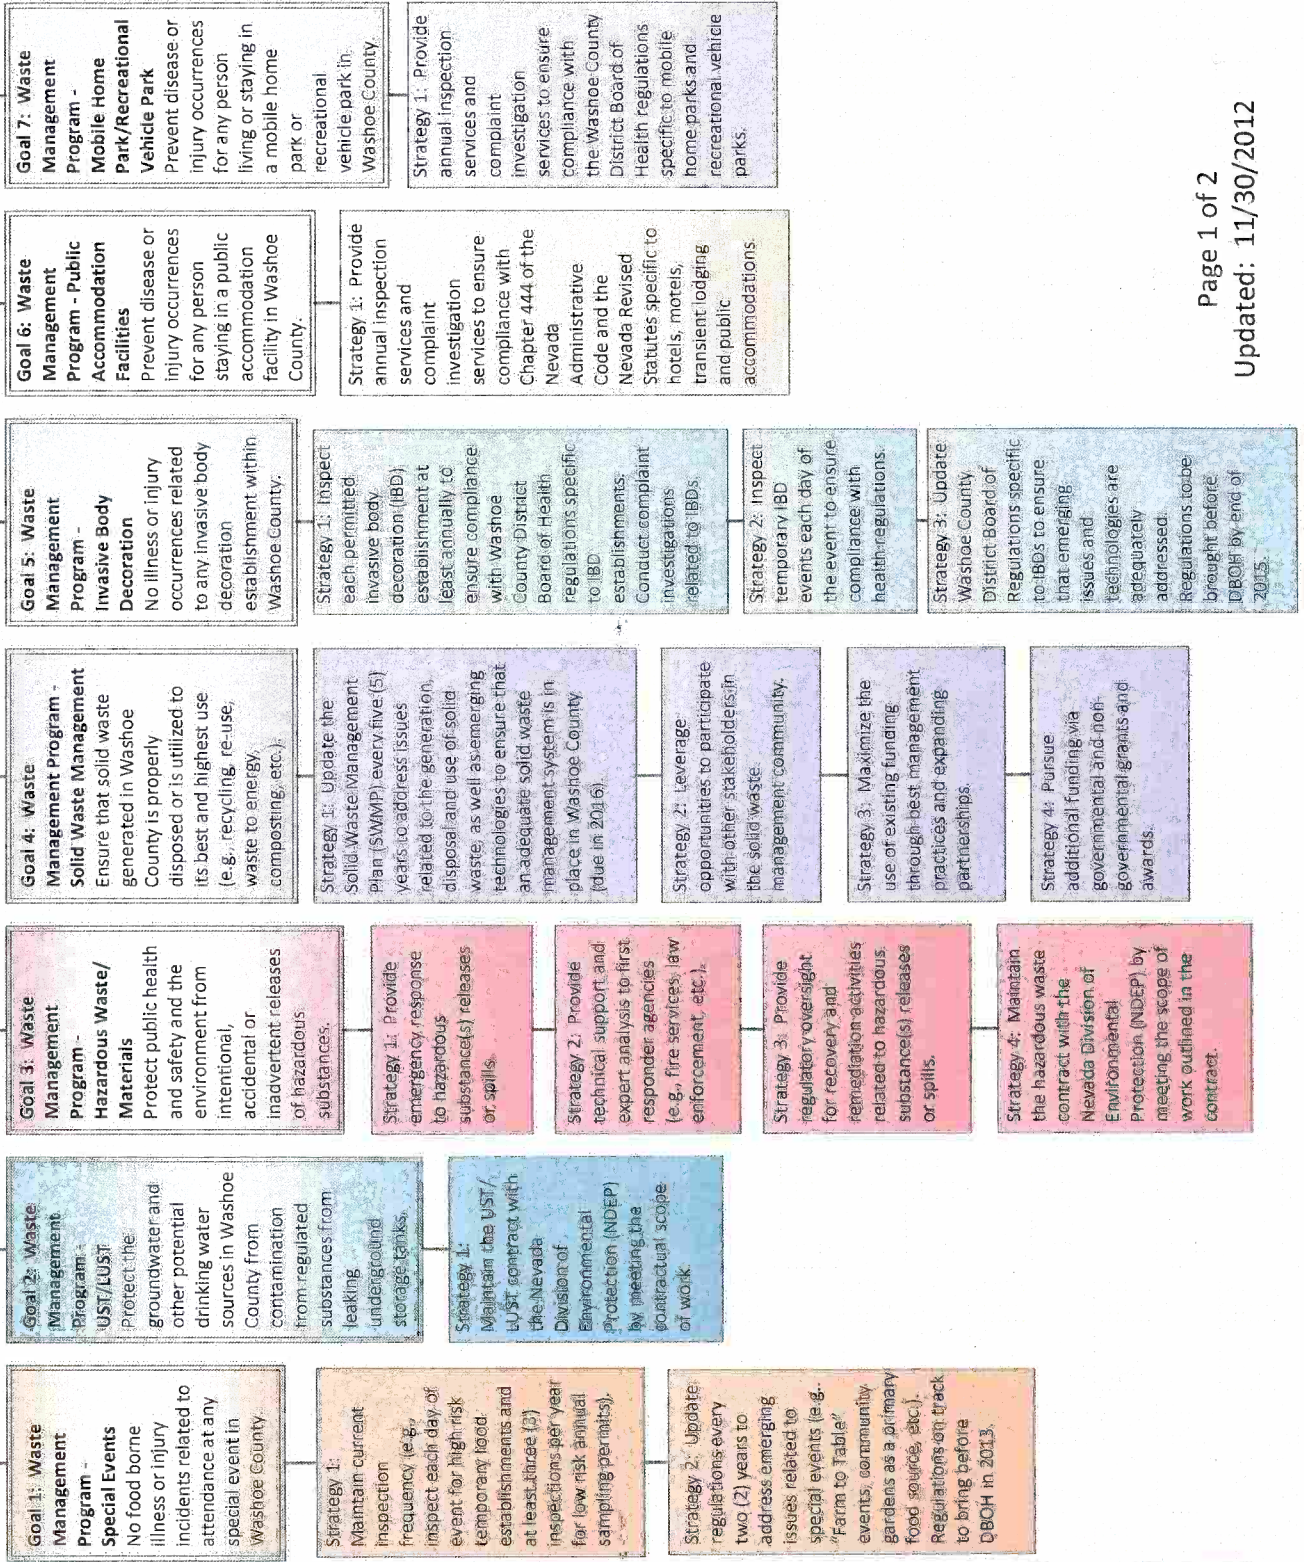 Goal 1: Waste
Management
Program -
Special Events
No food borne
illness or injury
incidents related to
attendance at any
special event in
Washoe County.
Strategy 1:
Maintain current
inspection
frequency (e.g.,
inspect each day of
event for high risk
temporary food
establishments and
at least three (3)
inspections per year
for low risk annual
sampling permits).
Strategy 2: Update
regulations every
two (2) years to
address emerging
issues related to
special events (e.g.,
"Farm to Table"
events, community
gardens as a primary
food source, etc.).
Regulations on track
to bring before
DBOH in 2013.
Goal 2: Waste
Management
Program -
UST/LUST
Protect the
groundwater and
other potential
drinking water
sources in Washoe
County from
contamination
from regulated
substances from
leaking
underground
storage tanks.
Strategy 1:
Maintain the UST/
LUST contract with
the Nevada
Division of
Environmental
Protection (NDEP)
by meeting the
contractual scope
of work
Goal 3: Waste
Management
Program -
Hazardous Waste/
Materials
Protect public health
and safety and the
environment from
intentional,
accidental or
inadvertent releases
of hazardous
substances.
Strategy 1: Provide
emergency response
to hazardous
substance(s) releases
or spills.
Strategy 2: Provide
technical support and
expert analysis to first
responder agencies
(e.g., fire services, law
enforcement, etc.).
Strategy 3: Provide
regulatory oversight
for recovery and
remediation activities
related to hazardous
substance(s) releases
or spills.
Strategy 4: Maintain
the hazardous waste
contract with the
Nevada Division of
Environmental
Protection (NDEP) by
meeting the scope of
work outlined in the
contract.
Goal 4: Waste
Management Program -
Solid Waste Management
Ensure that solid waste
generated in Washoe
County is properly
disposed or is utilized to
its best and highest use
(e.g., recycling, re-use,
waste to energy,
composting, etc.).
Strategy 1: Update the
Solid Waste Management
Plan (SWMP) every five (5)
years to address issues
related to the generation,
disposal and use of solid
waste, as well as emerging
technologies to ensure that
an adequate solid waste
management system is in
place in Washoe County
(due in 2016).
Strategy 2: Leverage
opportunities to participate
with other stakeholders in
the solid waste
management community.
Strategy 3: Maximize the
use of existing funding
through best management
practices and expanding
partnerships.
Strategy 4: Pursue
additional funding via
governmental and non-
governmental grants and
awards.
Goal 5: Waste
Management
Program -
Invasive Body
Decoration
No illness or injury
occurrences related
to any invasive body
decoration
establishment within
Washoe County.
Strategy 1: Inspect
each permitted
invasive body
decoration (IBD)
establishment at
least annually to
ensure compliance
with Washoe
County District
Board of Health
regulations specific
to IBD
establishments.
Conduct complaint
investigations
related to IBDs.
Strategy 2: Inspect
temporary IBD
events each day of
the even to ensure
compliance with
health regulations.
Strategy 3: Update
Washoe County
District Board of
Regulations specific
to IBDs to ensure
that emerging
issues and
technologies are
adequately
addressed.
Regulations to be
brought before
DBOH by end of
2015.
Goal 6: Waste
Management
Program - Public
Accommodation
Facilities
Prevent disease or
injury occurrences
for any person
staying in a public
accommodation
facility in Washoe
County.
Strategy 1: Provide
annual inspection
services and
complaint
investigation
services to ensure
compliance with
Chapter 444 of the
Nevada
Administrative
Code and the
Nevada Revised
Statutes specific to
hotels, motels,
transient lodging
and public
accommodations.
Goal 7: Waste
Management
Program -
Mobile Home
Park/Recreational
Vehicle Park
Prevent disease or
injury occurrences
for any person
living or staying in
a mobile home
park or
recreational
vehicle park in
Washoe County.
Strategy 1: Provide
annual inspection
services and
complaint
investigation
services to ensure
compliance with
the Washoe County
District Board of
Health regulations
specific to mobile
home parks and
recreational vehicle
parks.
Page 1 of 2
Updated: 11/30/2012